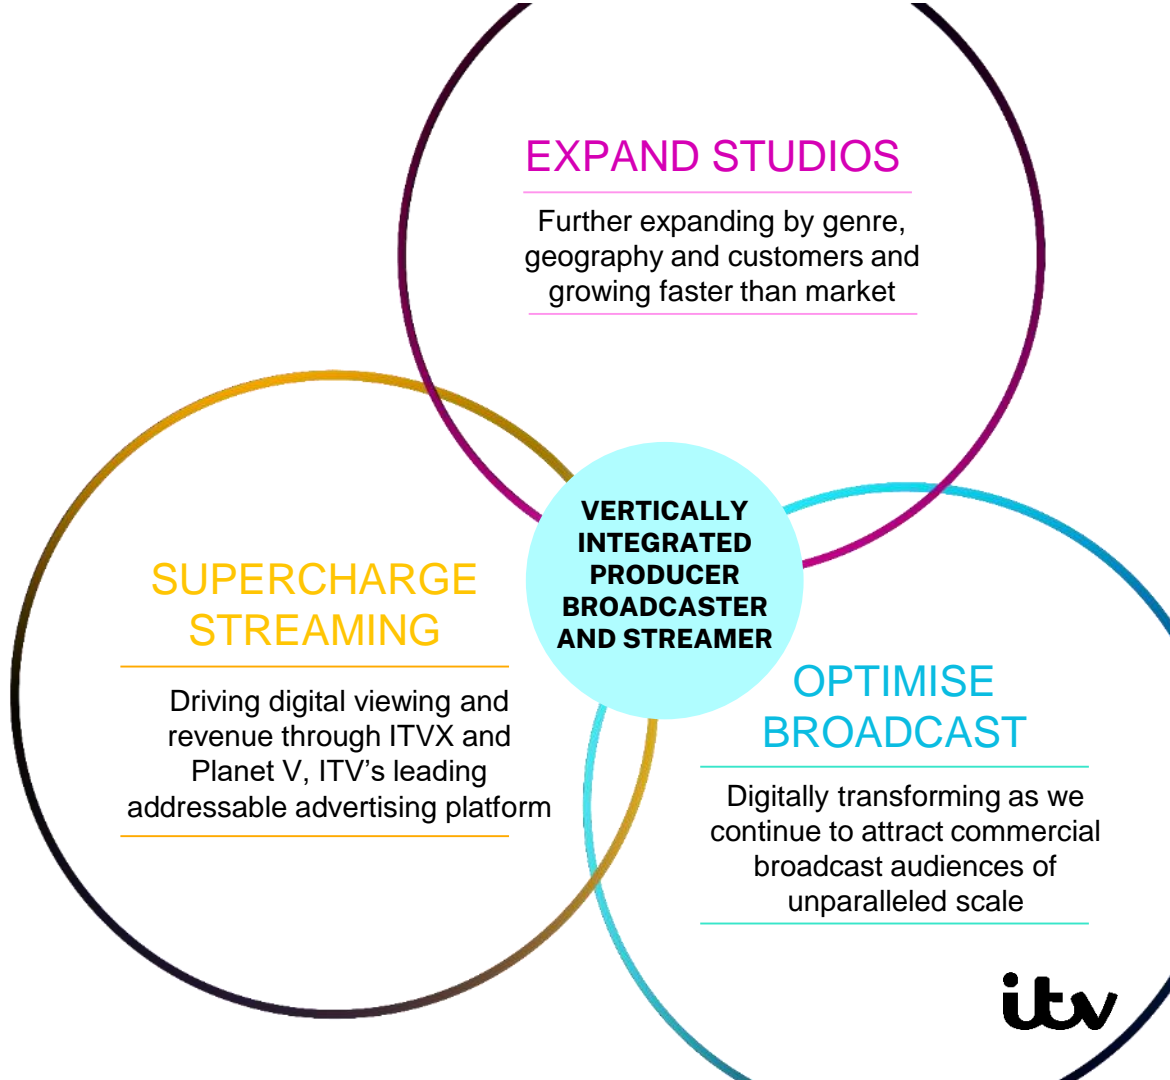 EXPAND STUDIOS
Further expanding by genre,
geography and customers and
growing faster than market
VERTICALLY
INTEGRATED
PRODUCER
BROADCASTER
AND STREAMER
SUPERCHARGE
STREAMING
Driving digital viewing and
revenue through ITVX and
Planet V, ITV’s leading
addressable advertising platform
OPTIMISE
BROADCAST
Digitally transforming as we
continue to attract commercial
broadcast audiences of
unparalleled scale
itv